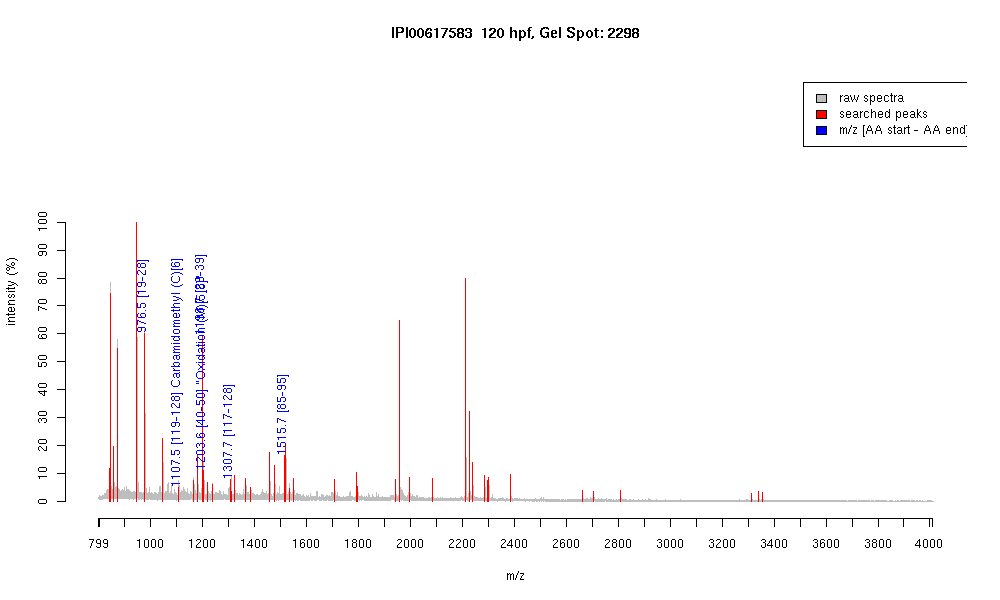 IPI00617583 120 hpf, Gel Spot: 2298
raw spectra
searched peaks
m/z [AA start - AA end]
intensity (%)
0 10 20 30 40 50 60 70 80 90 100
976.5 [19-28]
1107.5 [119-128] Carbamidomethyl (C)[6]
1203.6 [40-50] "Oxidation
1307.7 [117-128]
1515.7 [85-95]
799 1000 1200 1400 1600 1800 2000 2200 2400 2600 2800 3000 3200 3400 3600 3800 4000
m/z